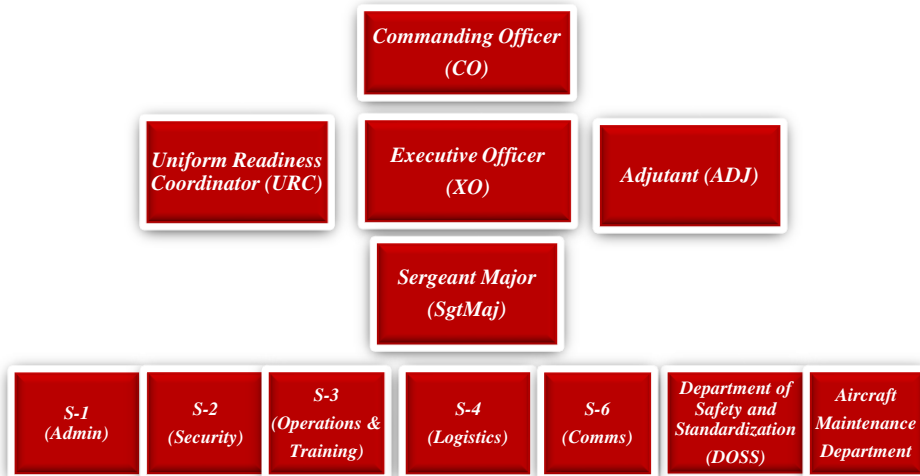 Commanding Officer
(CO)
Uniform Readiness
Coordinator (URC)
Executive Officer
(XO)
Adjutant (ADJ)
Sergeant Major
(SgtMaj)
S-1
(Admin)
S-2
(Security)
S-3
(Operations &
Training)
S-4
(Logistics)
S-6
(Comms)
Department of
Safety and
Standardization
(DOSS)
Aircraft
Maintenance
Department